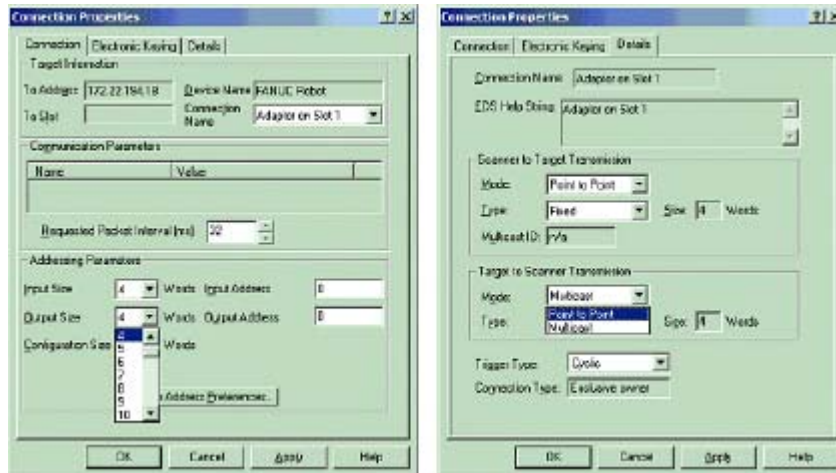 Connection Properties
Connection Electronic Keying Details
Target Information
To Address: 172.22.194.18 Device Name FANUC Robot
To Slot Connection Name Adapter on Slot 1
Communication Parameters
Name Value
Requested Packet Interval (ms) 32
Addressing Parameters
Input Size 4 Words Input Address 0
Output Size 4 Words Output Address 0
Configuration Size Words
4
5
6
7
8
9
10
Address Preferences...
OK Cancel Apply Help
Connection Properties
Connection Electronic Keying Details
Connection Name Adapter on Slot 1
EDS Help String Adapter on Slot 1
Scanner to Target Transmission
Mode: Point to Point
Type: Fixed Size: 4 Words
Multicast ID: n/a
Target to Scanner Transmission
Mode: Multicast
Point to Point
Multicast
Type: Size: 4 Words
Trigger Type: Cyclic
Connection Type: Exclusive owner
OK Cancel Apply Help